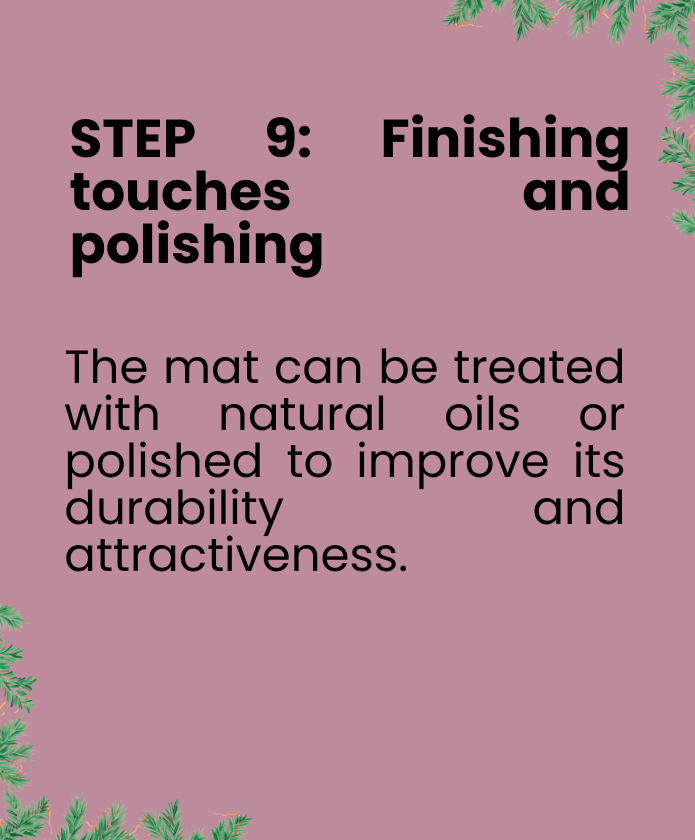 STEP 9: Finishing
touches and
polishing
The mat can be treated
with natural oils or
polished to improve its
durability and
attractiveness.